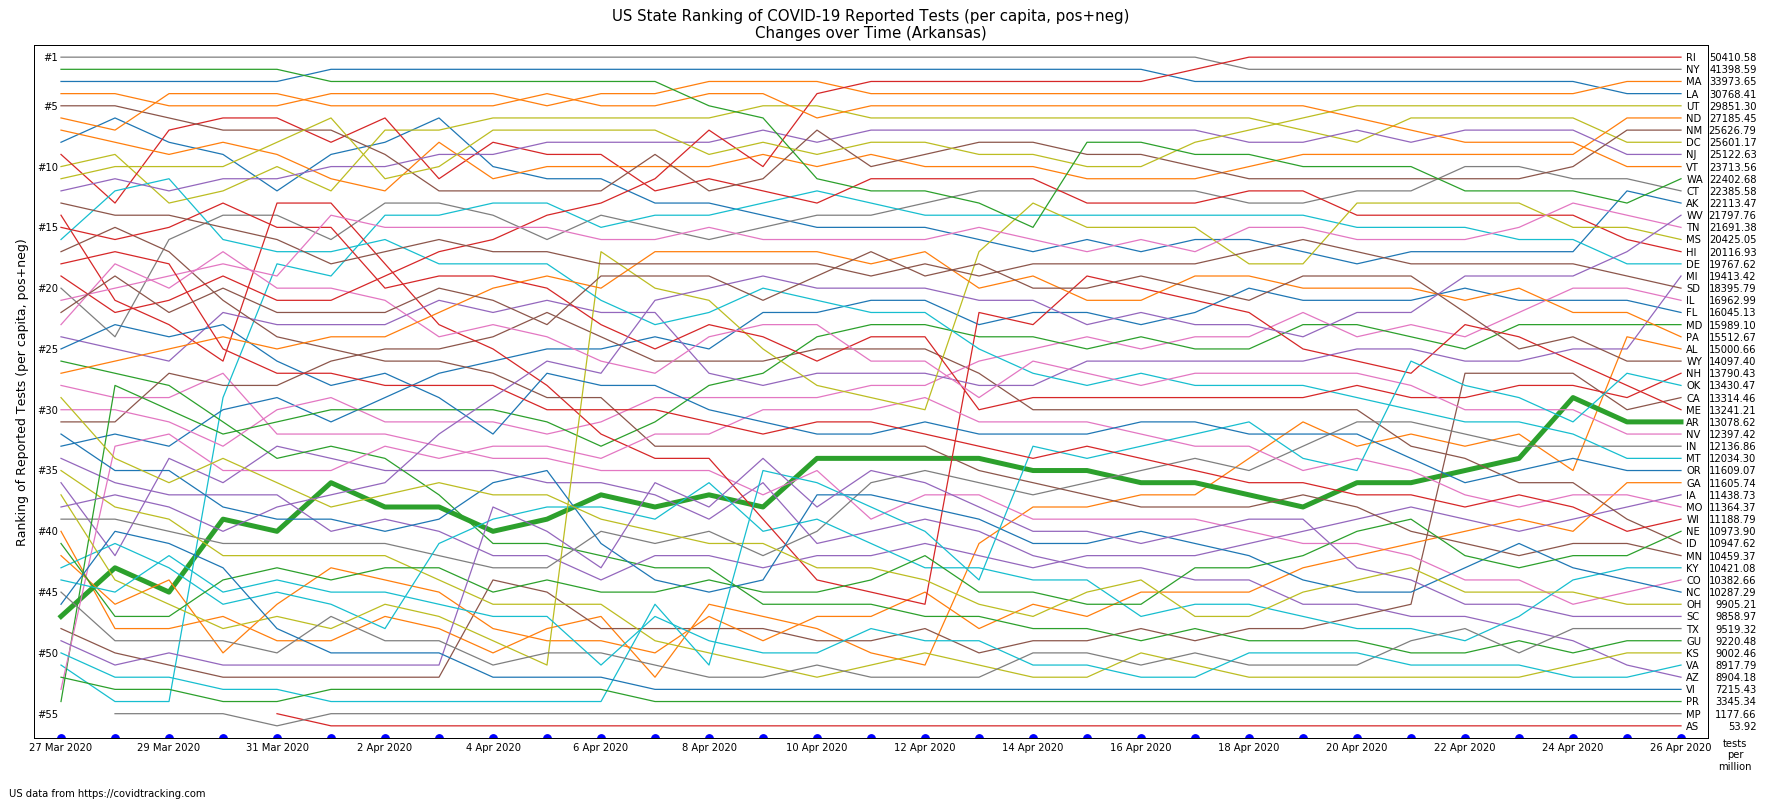 US State Ranking of COVID-19 Reported Tests (per capita, pos+neg)
Changes over Time (Arkansas)
Ranking of Reported Tests (per capita, pos+neg)
#1
#5
#10
#15
#20
#25
#30
#35
#40
#45
#50
#55
RI 50410.58
NY 41398.59
MA 33973.65
LA 30768.41
UT 29851.30
ND 27185.45
NM 25626.79
DC 25601.17
NJ 25122.63
VT 23713.56
WA 22402.68
CT 22385.58
AK 22113.47
WV 21797.76
TN 21691.38
MS 20425.05
HI 20116.93
DE 19767.62
MI 19413.42
SD 18395.79
IL 16962.99
FL 16045.13
MD 15989.10
PA 15512.67
AL 15000.66
WY 14097.40
NH 13790.43
OK 13430.47
CA 13314.46
ME 13241.21
AR 13078.62
NV 12397.42
IN 12136.86
MT 12034.30
OR 11609.07
GA 11605.74
IA 11438.73
MO 11364.37
WI 11188.79
NE 10973.90
ID 10947.62
MN 10459.37
KY 10421.08
CO 10382.66
NC 10287.29
OH 9905.21
SC 9858.97
TX 9519.32
GU 9220.48
KS 9002.46
VA 8917.79
AZ 8904.18
VI 7215.43
PR 3345.34
MP 1177.66
AS 53.92
27 Mar 2020 29 Mar 2020 31 Mar 2020 2 Apr 2020 4 Apr 2020 6 Apr 2020 8 Apr 2020 10 Apr 2020 12 Apr 2020 14 Apr 2020 16 Apr 2020 18 Apr 2020 20 Apr 2020 22 Apr 2020 24 Apr 2020 26 Apr 2020
tests
per
million
US data from https://covidtracking.com